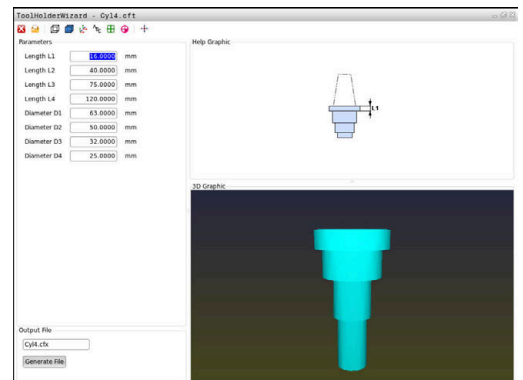 ToolHolderWizard - Cyl4.cft
Parameters
Length L1 16.0000 mm
Length L2 40.0000 mm
Length L3 75.0000 mm
Length L4 120.0000 mm
Diameter D1 63.0000 mm
Diameter D2 50.0000 mm
Diameter D3 32.0000 mm
Diameter D4 25.0000 mm
Output File
Cyl4.cfx
Generate File
Help Graphic
L1
3D Graphic